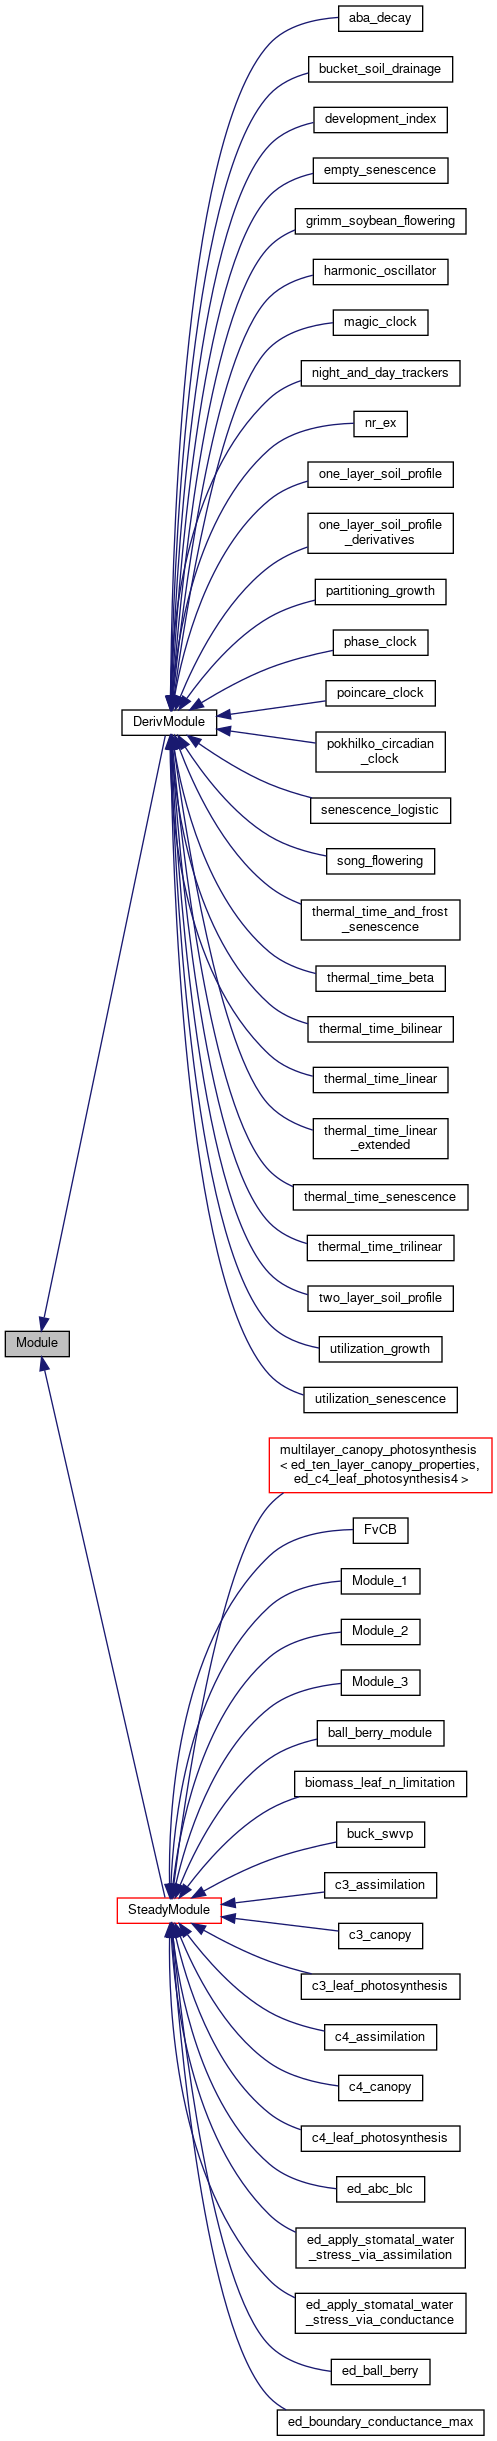 aba_decay
bucket_soil_drainage
development_index
empty_senescence
grimm_soybean_flowering
harmonic_oscillator
magic_clock
night_and_day_trackers
nr_ex
one_layer_soil_profile
one_layer_soil_profile
_derivatives
partitioning_growth
phase_clock
poincare_clock
DerivModule
pokhilko_circadian
_clock
senescence_logistic
song_flowering
thermal_time_and_frost
_senescence
thermal_time_beta
thermal_time_bilinear
thermal_time_linear
thermal_time_linear
_extended
thermal_time_senescence
thermal_time_trilinear
two_layer_soil_profile
Module
utilization_growth
utilization_senescence
multilayer_canopy_photosynthesis
< ed_ten_layer_canopy_properties,
ed_c4_leaf_photosynthesis4 >
FvCB
Module_1
Module_2
Module_3
ball_berry_module
biomass_leaf_n_limitation
buck_swvp
c3_assimilation
SteadyModule
c3_canopy
c3_leaf_photosynthesis
c4_assimilation
c4_canopy
c4_leaf_photosynthesis
ed_abc_blc
ed_apply_stomatal_water
_stress_via_assimilation
ed_apply_stomatal_water
_stress_via_conductance
ed_ball_berry
ed_boundary_conductance_max